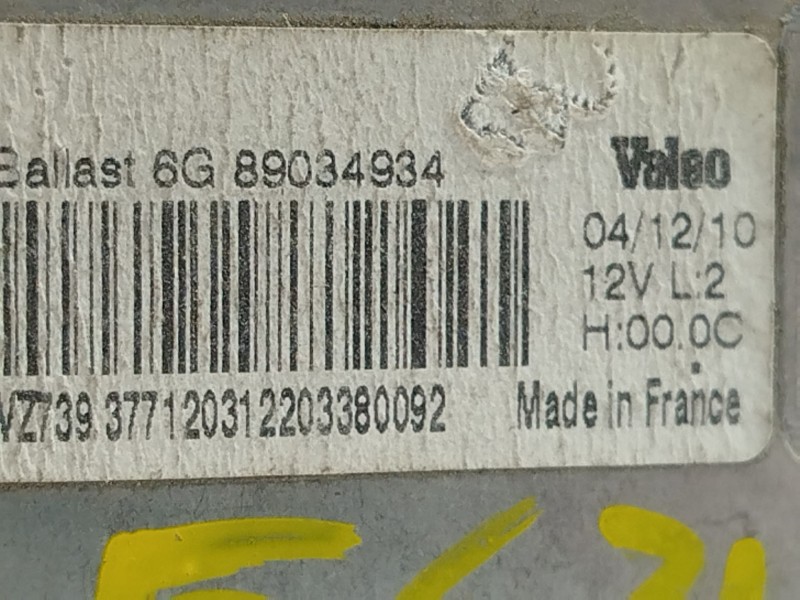 Ballast 6G 89034934
Valeo
04/12/10
12V L:2
H:00.0C
VZ739 377120312203380092
Made in France